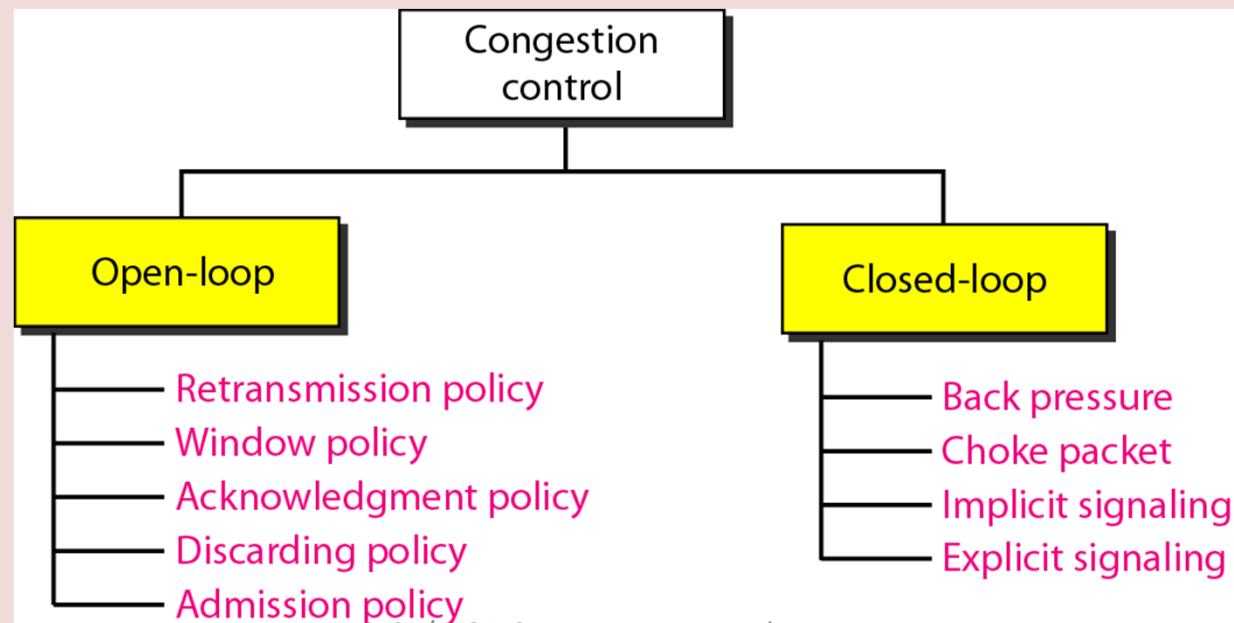 Congestion
control
Open-loop
Closed-loop
Retransmission policy
Window policy
Acknowledgment policy
Discarding policy
Admission policy
Back pressure
Choke packet
Implicit signaling
Explicit signaling